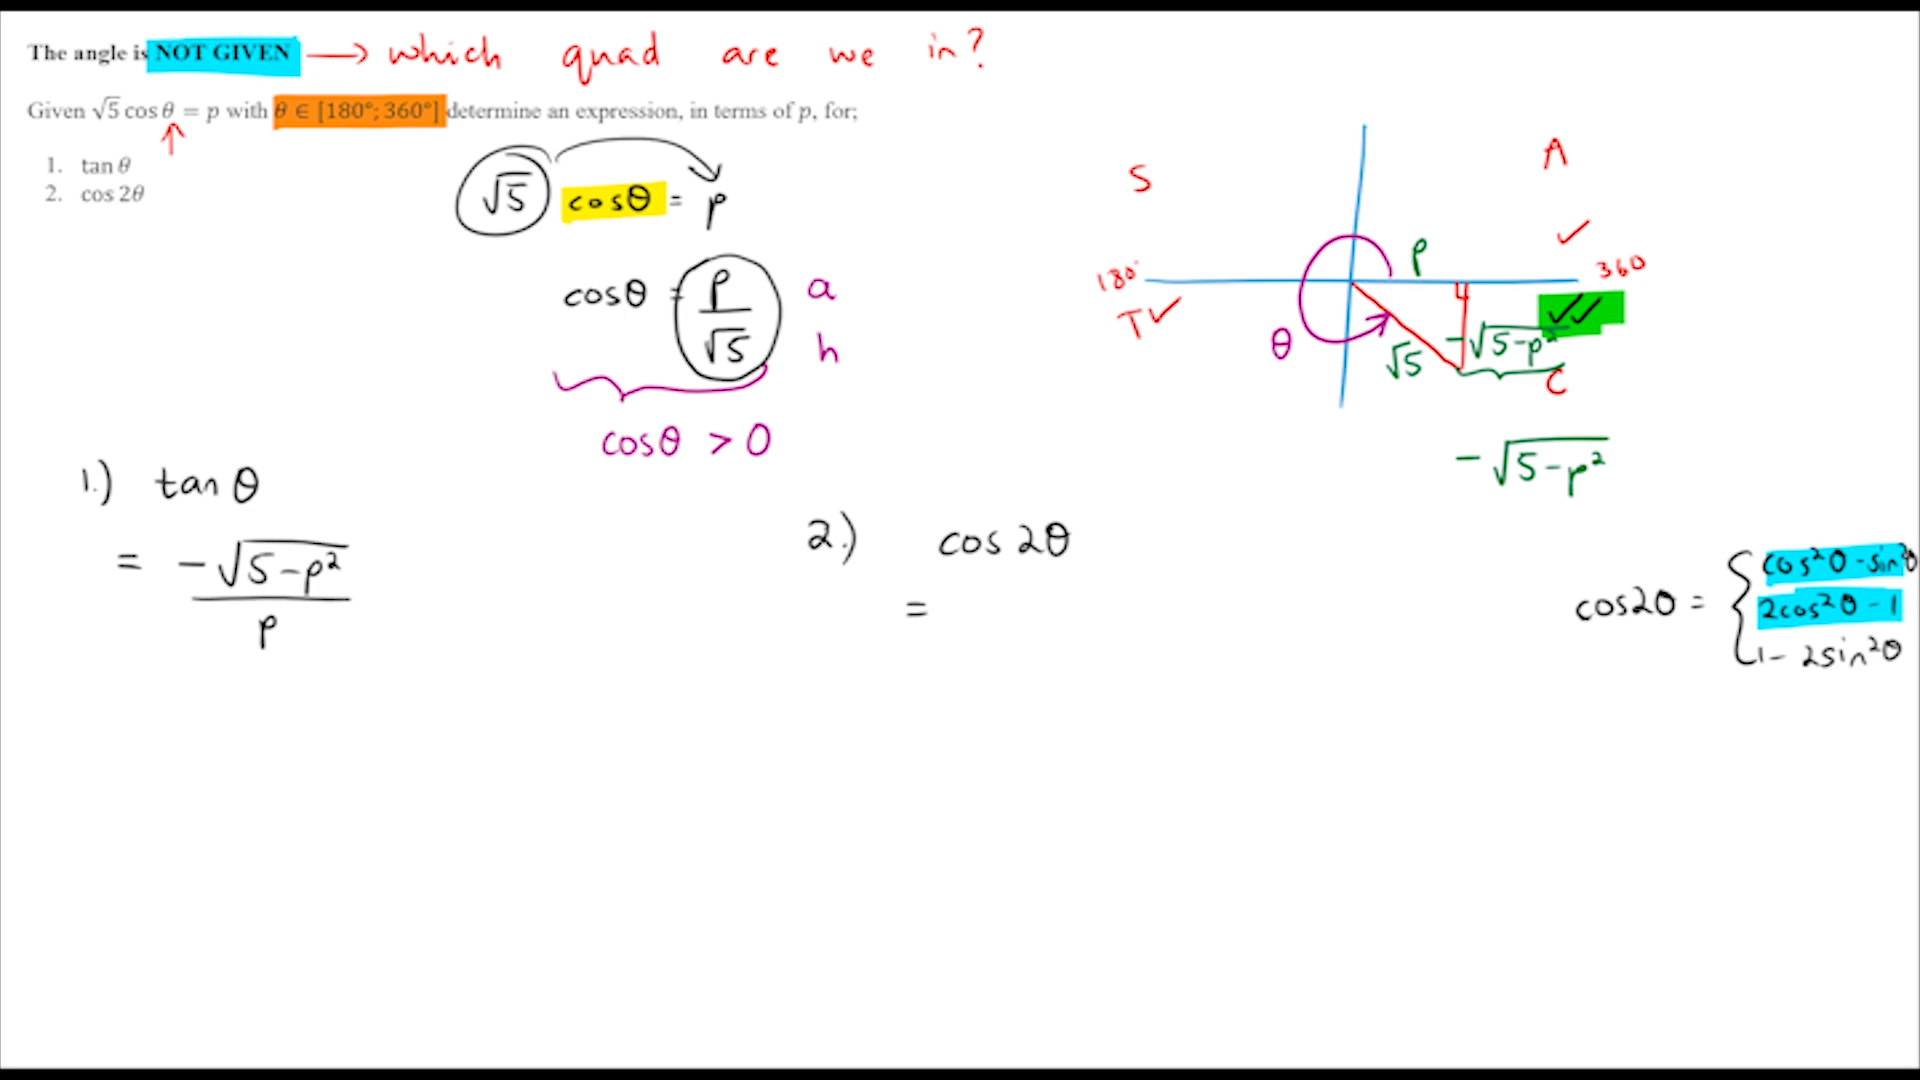 The angle is NOT GIVEN → which quad are we in?
Given √5 cos θ = p with θ ∈ [180°; 360°] determine an expression, in terms of p, for;
1. tan θ
2. cos 2θ
√5 cosθ = p
cosθ = p/√5 a h
cosθ > 0
S A ✓
180° p 360
T ✓ ✓✓
θ √5 -√5-p² C
-√5-p²
1.) tan θ
= -√5-p² / p
2.) cos 2θ
=
cos2θ = { cos²θ - sin²θ
2cos²θ - 1
1 - 2sin²θ